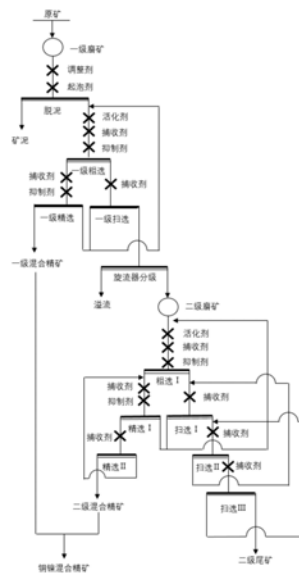 原矿
一级磨矿
调整剂
起泡剂
脱泥
矿泥
活化剂
捕收剂
抑制剂
一级粗选
捕收剂
抑制剂
捕收剂
一级精选
一级扫选
一级混合精矿
旋流器分级
溢流
二级磨矿
活化剂
捕收剂
抑制剂
粗选 I
捕收剂
抑制剂
捕收剂
精选 I
扫选 I
捕收剂
捕收剂
精选II
扫选 II
捕收剂
二级混合精矿
扫选III
铜镍混合精矿
二级尾矿